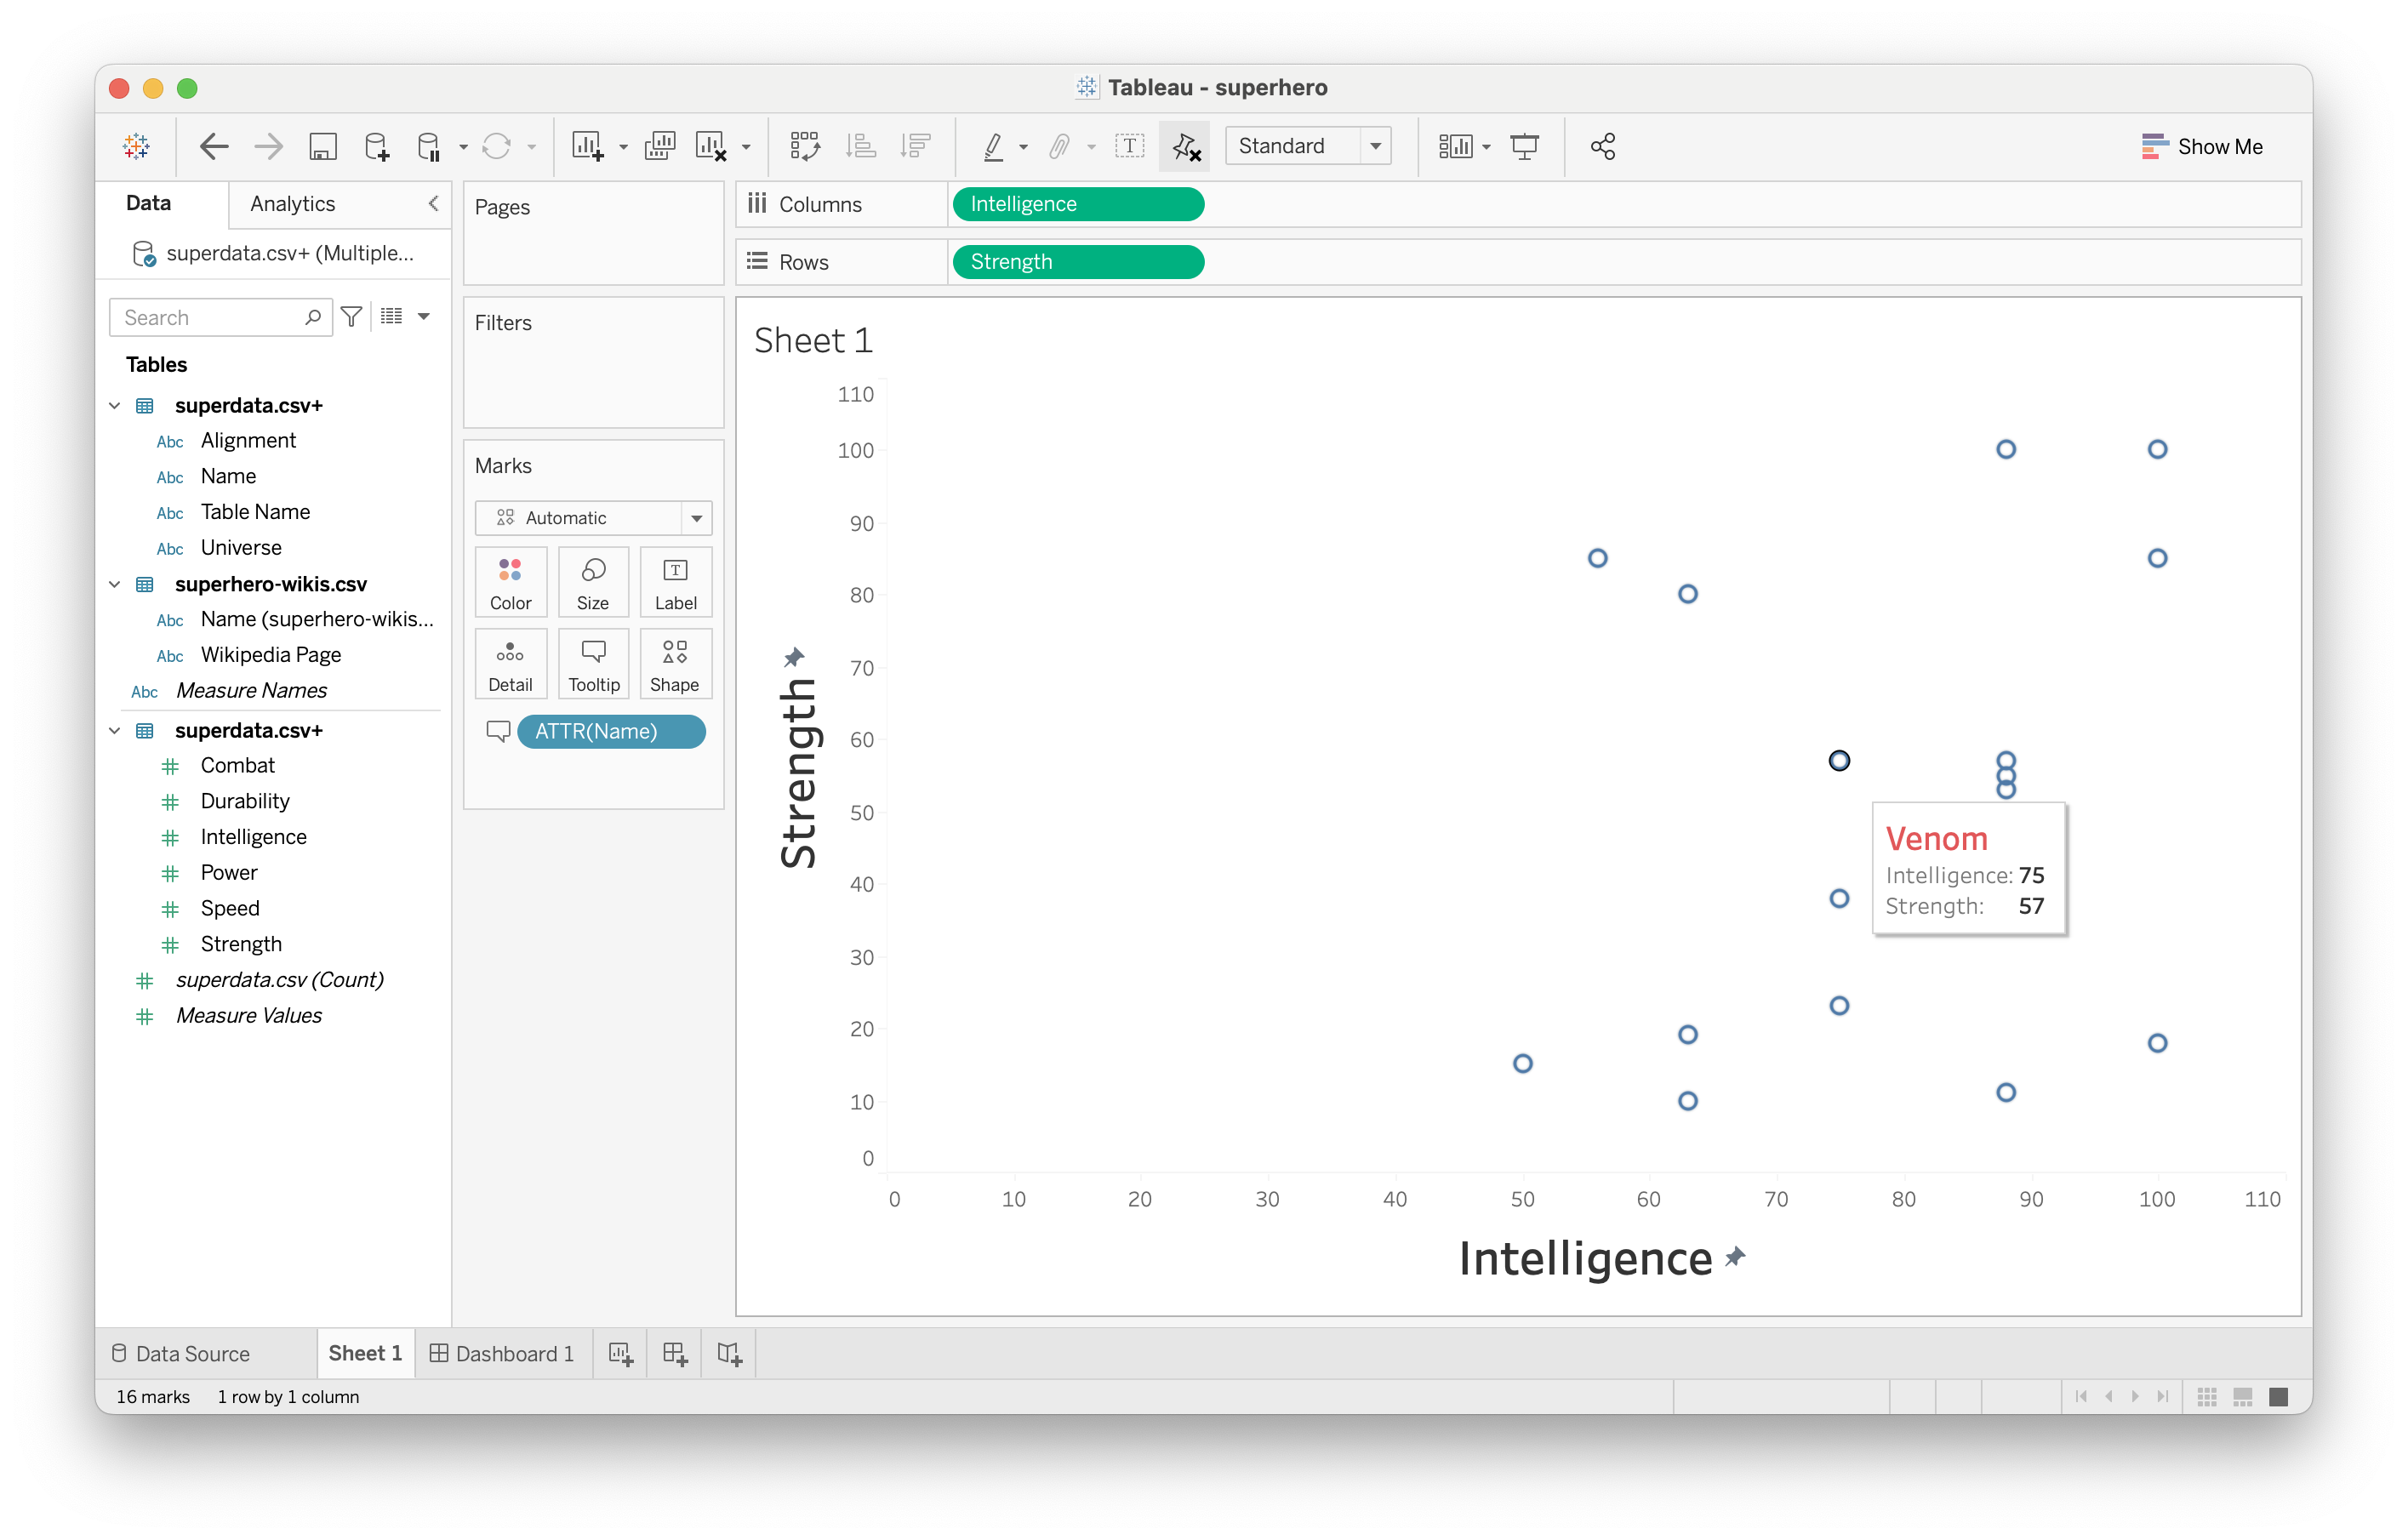 Tableau - superhero
Standard
Show Me
Data
Analytics
superdata.csv+ (Multiple...
Search
Tables
superdata.csv+
Abc Alignment
Abc Name
Abc Table Name
Abc Universe
superhero-wikis.csv
Abc Name (superhero-wikis...
Abc Wikipedia Page
Abc Measure Names
superdata.csv+
Combat
Durability
Intelligence
Power
Speed
Strength
superdata.csv (Count)
Measure Values
Pages
Filters
Marks
Automatic
Color Size Label
Detail Tooltip Shape
ATTR(Name)
Columns Intelligence
Rows Strength
Sheet 1
110
100
90
80
70
60
50
40
30
20
10
0
Strength
Venom
Intelligence: 75
Strength: 57
0 10 20 30 40 50 60 70 80 90 100 110
Intelligence
Data Source Sheet 1 Dashboard 1
16 marks 1 row by 1 column